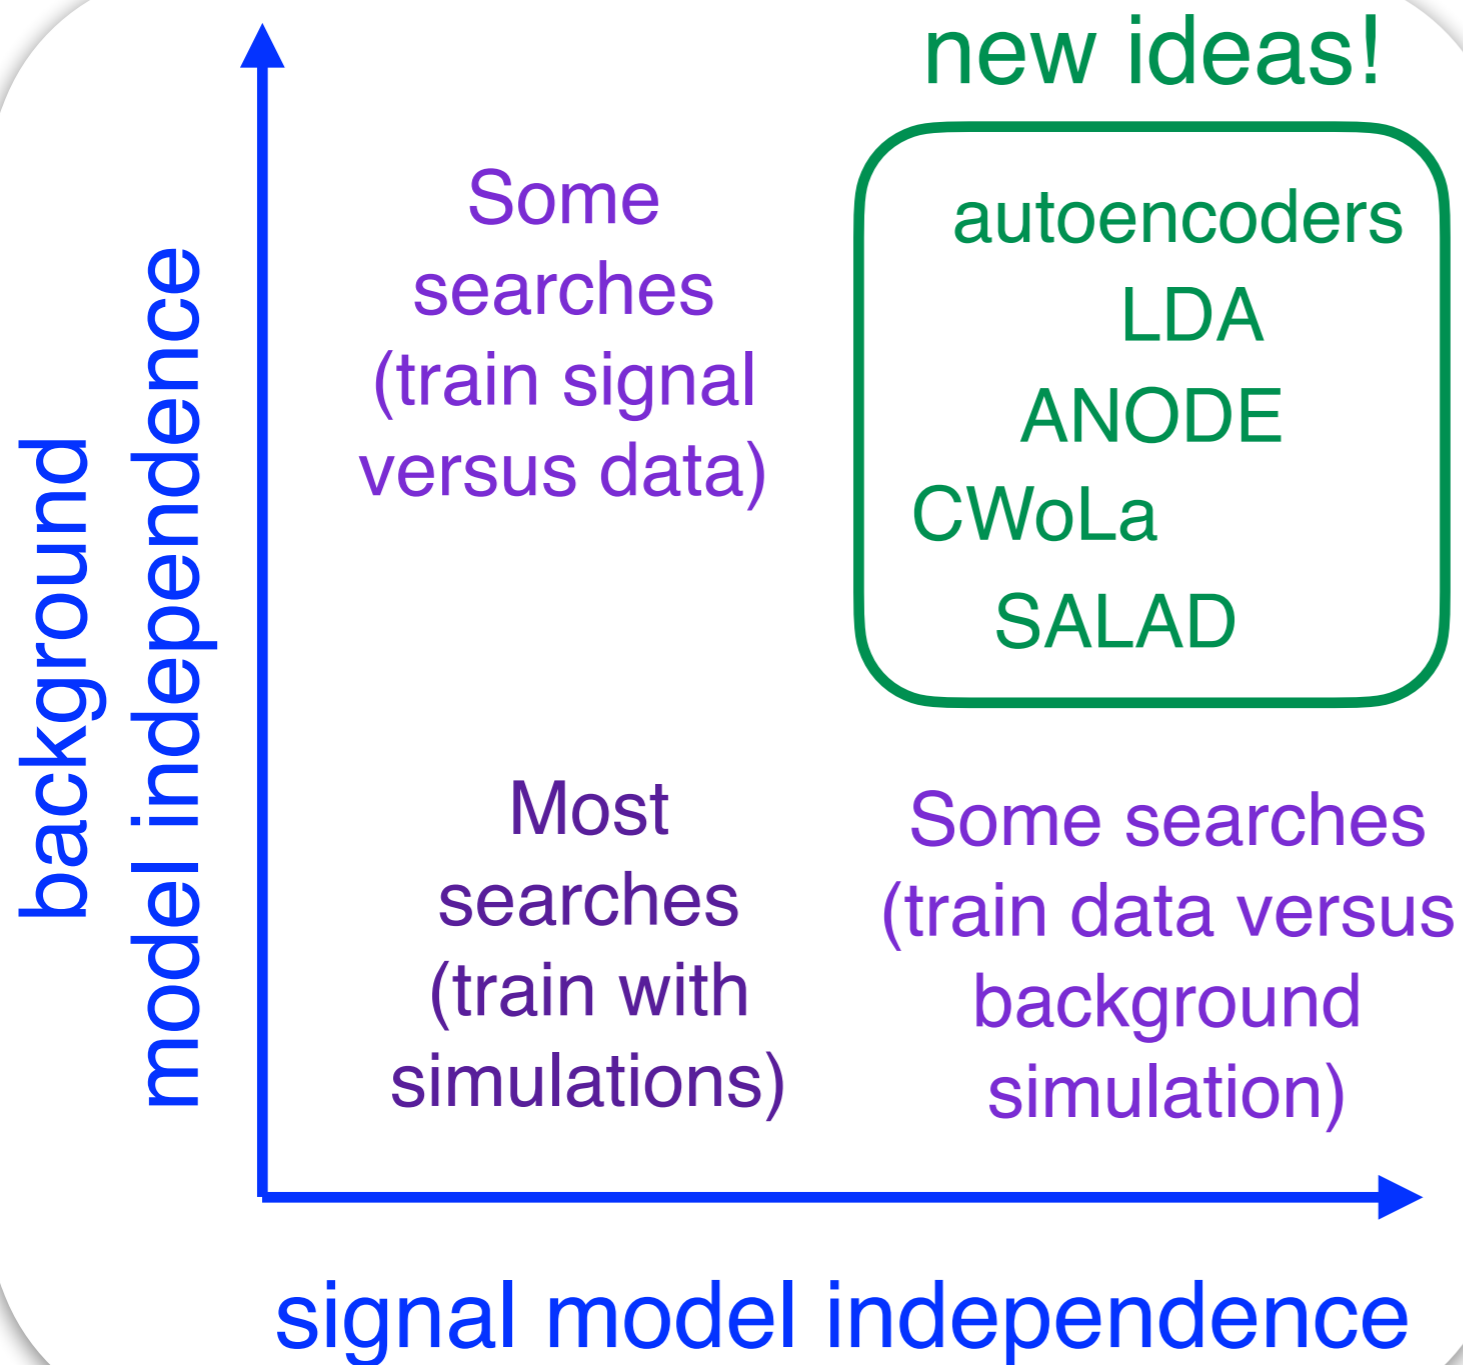 new ideas!
Some
searches
(train signal
versus data)
autoencoders
LDA
ANODE
CWoLa
SALAD
background
model independence
Most
searches
(train with
simulations)
Some searches
(train data versus
background
simulation)
signal model independence